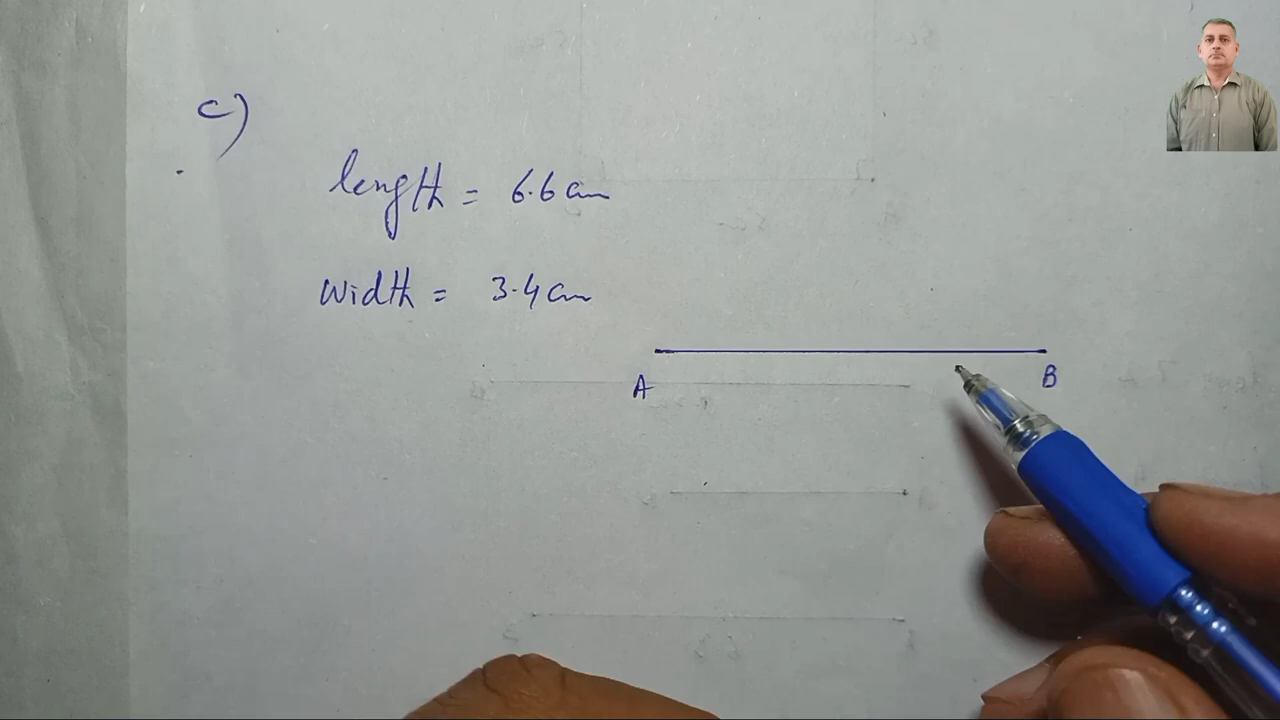 c)
length = 6.6 cm
width = 3.4 cm
A B